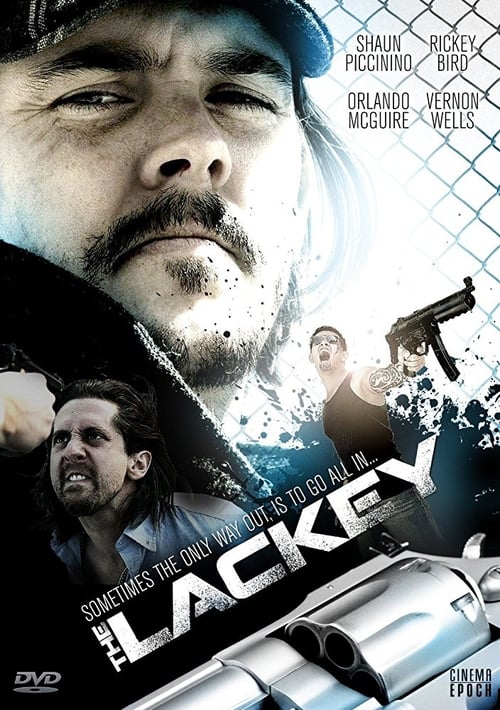 SHAUN PICCININO
RICKEY BIRD
ORLANDO MCGUIRE
VERNON WELLS
SOMETIMES THE ONLY WAY OUT, IS TO GO ALL IN...
THE LACKEY
DVD
CINEMA EPOCH